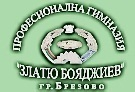 ПРОФЕСИОНАЛНА ГИМНАЗИЯ
"ЗЛАТЮ БОЯДЖИЕВ"
гр. Брезово